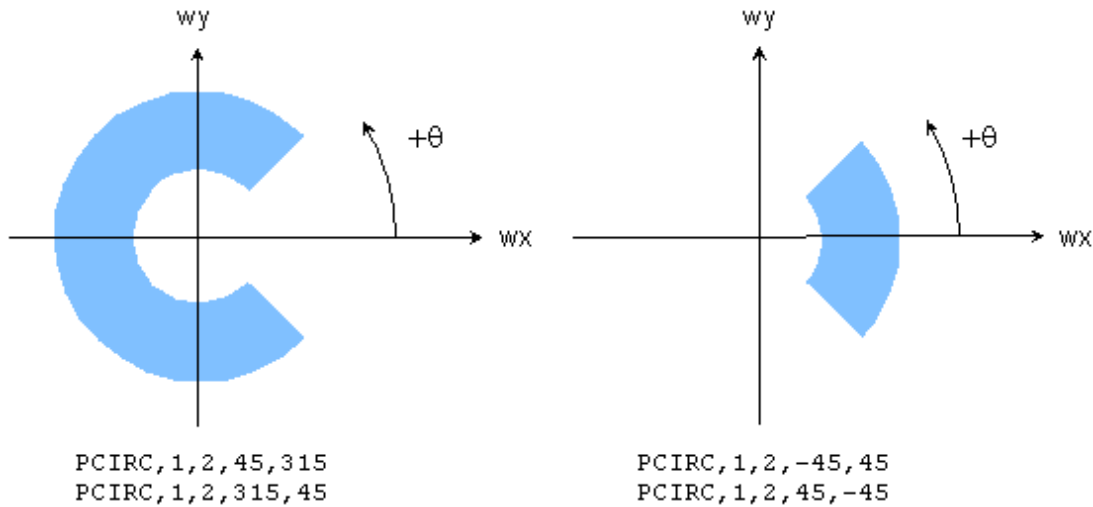 wy
wy
+θ
+θ
wx
wx
PCIRC,1,2,45,315
PCIRC,1,2,315,45
PCIRC,1,2,-45,45
PCIRC,1,2,45,-45